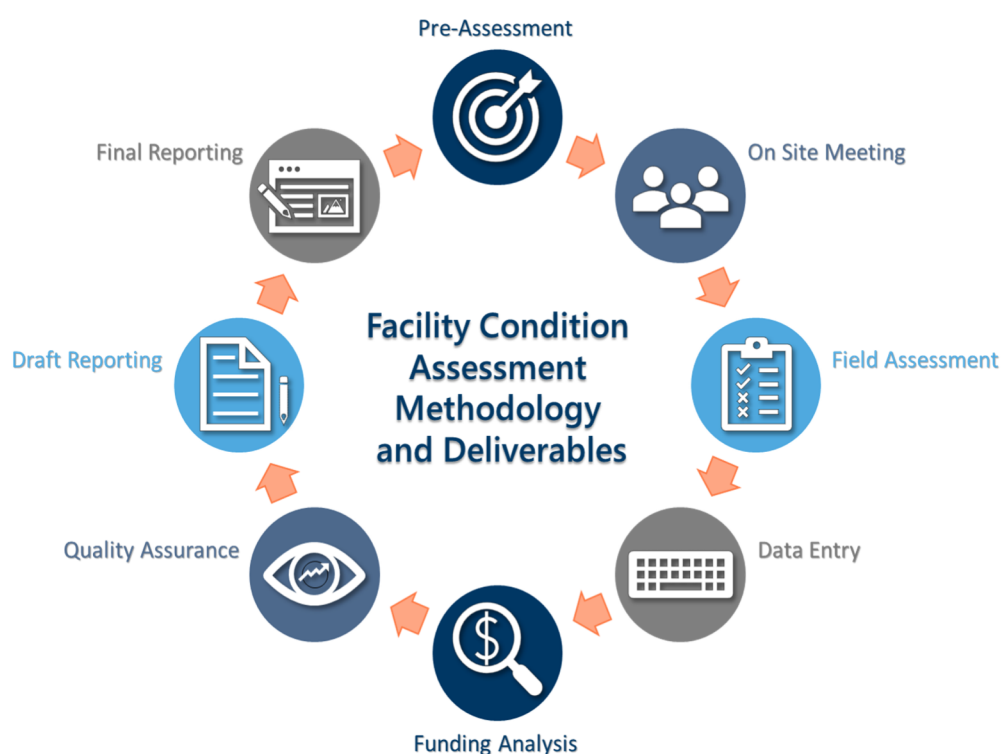 Pre-Assessment
On Site Meeting
Field Assessment
Data Entry
Funding Analysis
Quality Assurance
Draft Reporting
Final Reporting
Facility Condition
Assessment
Methodology
and Deliverables
$